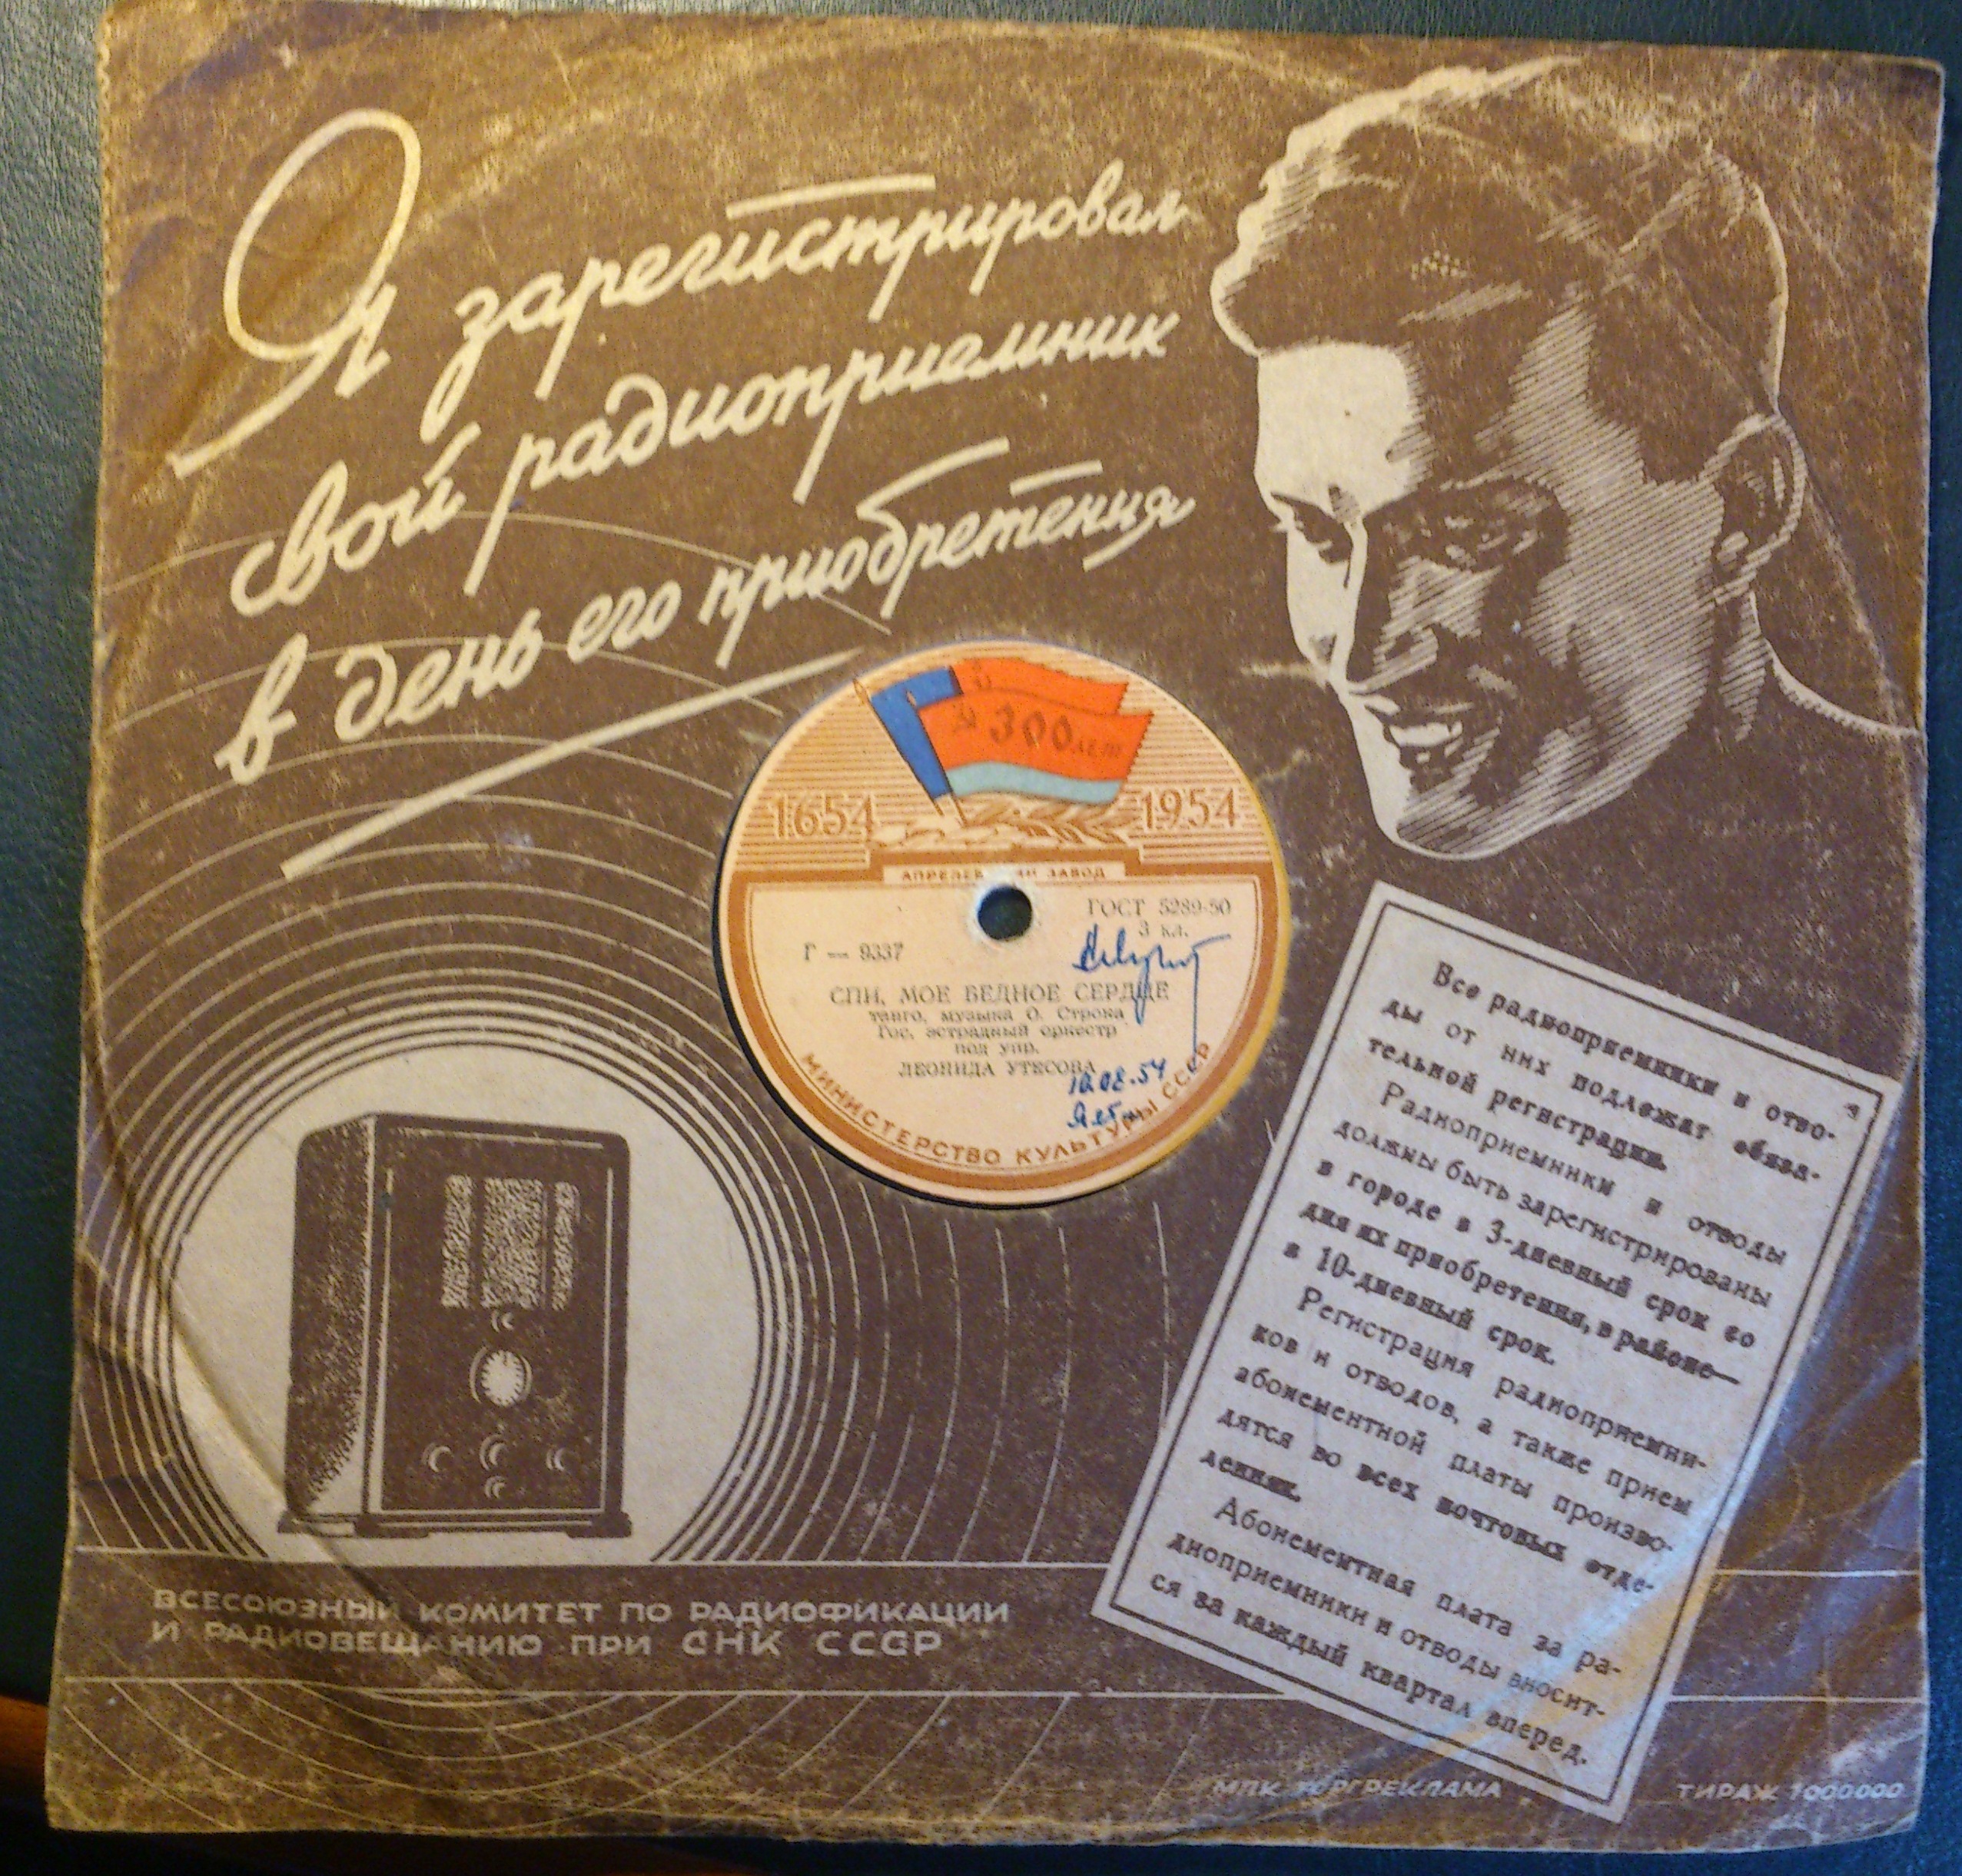 Я зарегистрировал
свой радиоприемник
в день его приобретения
300 лет
1654 1954
ЗАВОД
ГОСТ 5289-50
3 кл.
Г — 9337
СПИ, МОЕ БЕДНОЕ СЕРДЦЕ
танго, музыка О. Строка
Гос. эстрадный оркестр
под упр.
ЛЕОНИДА УТЕСОВА
МИНИСТЕРСТВО КУЛЬТУРЫ СССР
Все радиоприемники и отво-
ды от них подлежат обяза-
тельной регистрации.
Радиоприемники и отводы
должны быть зарегистрированы
в городе в 3-дневный срок со
дня их приобретения, в районе—
в 10-дневный срок.
Регистрация радиоприемни-
ков и отводов, а также прием
абонементной платы произво-
дятся во всех почтовых отде-
лениях.
Абонементная плата за ра-
диоприемники и отводы вносит-
ся за каждый квартал вперед.
ВСЕСОЮЗНЫЙ КОМИТЕТ ПО РАДИОФИКАЦИИ
И РАДИОВЕЩАНИЮ ПРИ СНК СССР
МПК ТОРГРЕКЛАМА
ТИРАЖ 1000000